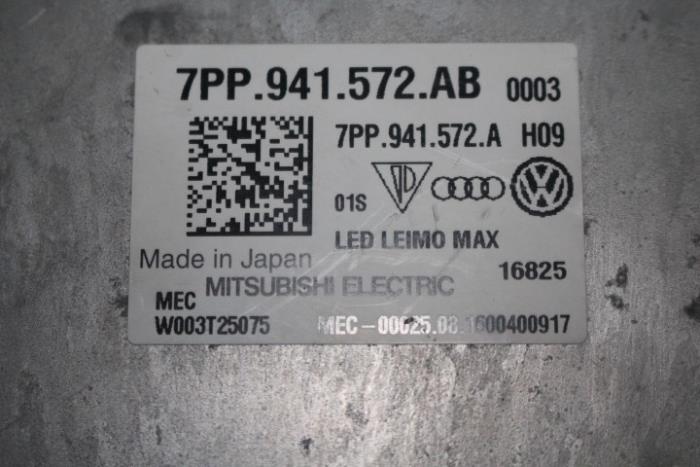 7PP.941.572.AB 0003
7PP.941.572.A H09
01S
LED LEIMO MAX
Made in Japan 16825
MITSUBISHI ELECTRIC
MEC
W003T25075 MEC-00025.08.1600400917